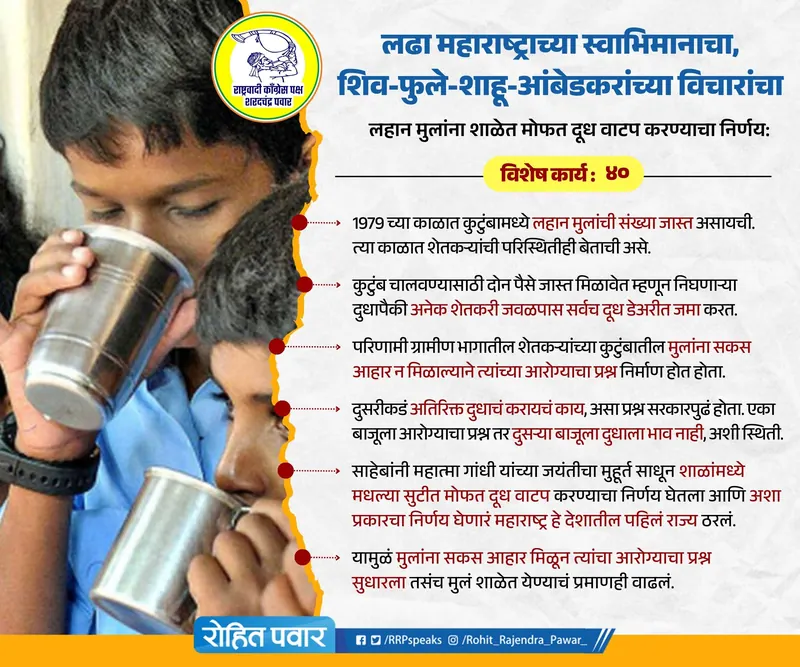 राष्ट्रवादी काँग्रेस पक्ष
शरदचंद्र पवार
लढा महाराष्ट्राच्या स्वाभिमानाचा,
शिव-फुले-शाहू-आंबेडकरांच्या विचारांचा
लहान मुलांना शाळेत मोफत दूध वाटप करण्याचा निर्णय:
विशेष कार्य : ४०
1979 च्या काळात कुटुंबामध्ये लहान मुलांची संख्या जास्त असायची.
त्या काळात शेतकऱ्यांची परिस्थितीही बेताची असे.
कुटुंब चालवण्यासाठी दोन पैसे जास्त मिळावेत म्हणून निघणाऱ्या
दुधापैकी अनेक शेतकरी जवळपास सर्वच दूध डेअरीत जमा करत.
परिणामी ग्रामीण भागातील शेतकऱ्यांच्या कुटुंबातील मुलांना सकस
आहार न मिळाल्याने त्यांच्या आरोग्याचा प्रश्न निर्माण होत होता.
दुसरीकडं अतिरिक्त दुधाचं करायचं काय, असा प्रश्न सरकारपुढं होता. एका
बाजूला आरोग्याचा प्रश्न तर दुसऱ्या बाजूला दुधाला भाव नाही, अशी स्थिती.
साहेबांनी महात्मा गांधी यांच्या जयंतीचा मुहूर्त साधून शाळांमध्ये
मधल्या सुटीत मोफत दूध वाटप करण्याचा निर्णय घेतला आणि अशा
प्रकारचा निर्णय घेणारं महाराष्ट्र हे देशातील पहिलं राज्य ठरलं.
यामुळं मुलांना सकस आहार मिळून त्यांचा आरोग्याचा प्रश्न
सुधारला तसंच मुलं शाळेत येण्याचं प्रमाणही वाढलं.
रोहित पवार
/RRPspeaks /Rohit_Rajendra_Pawar_